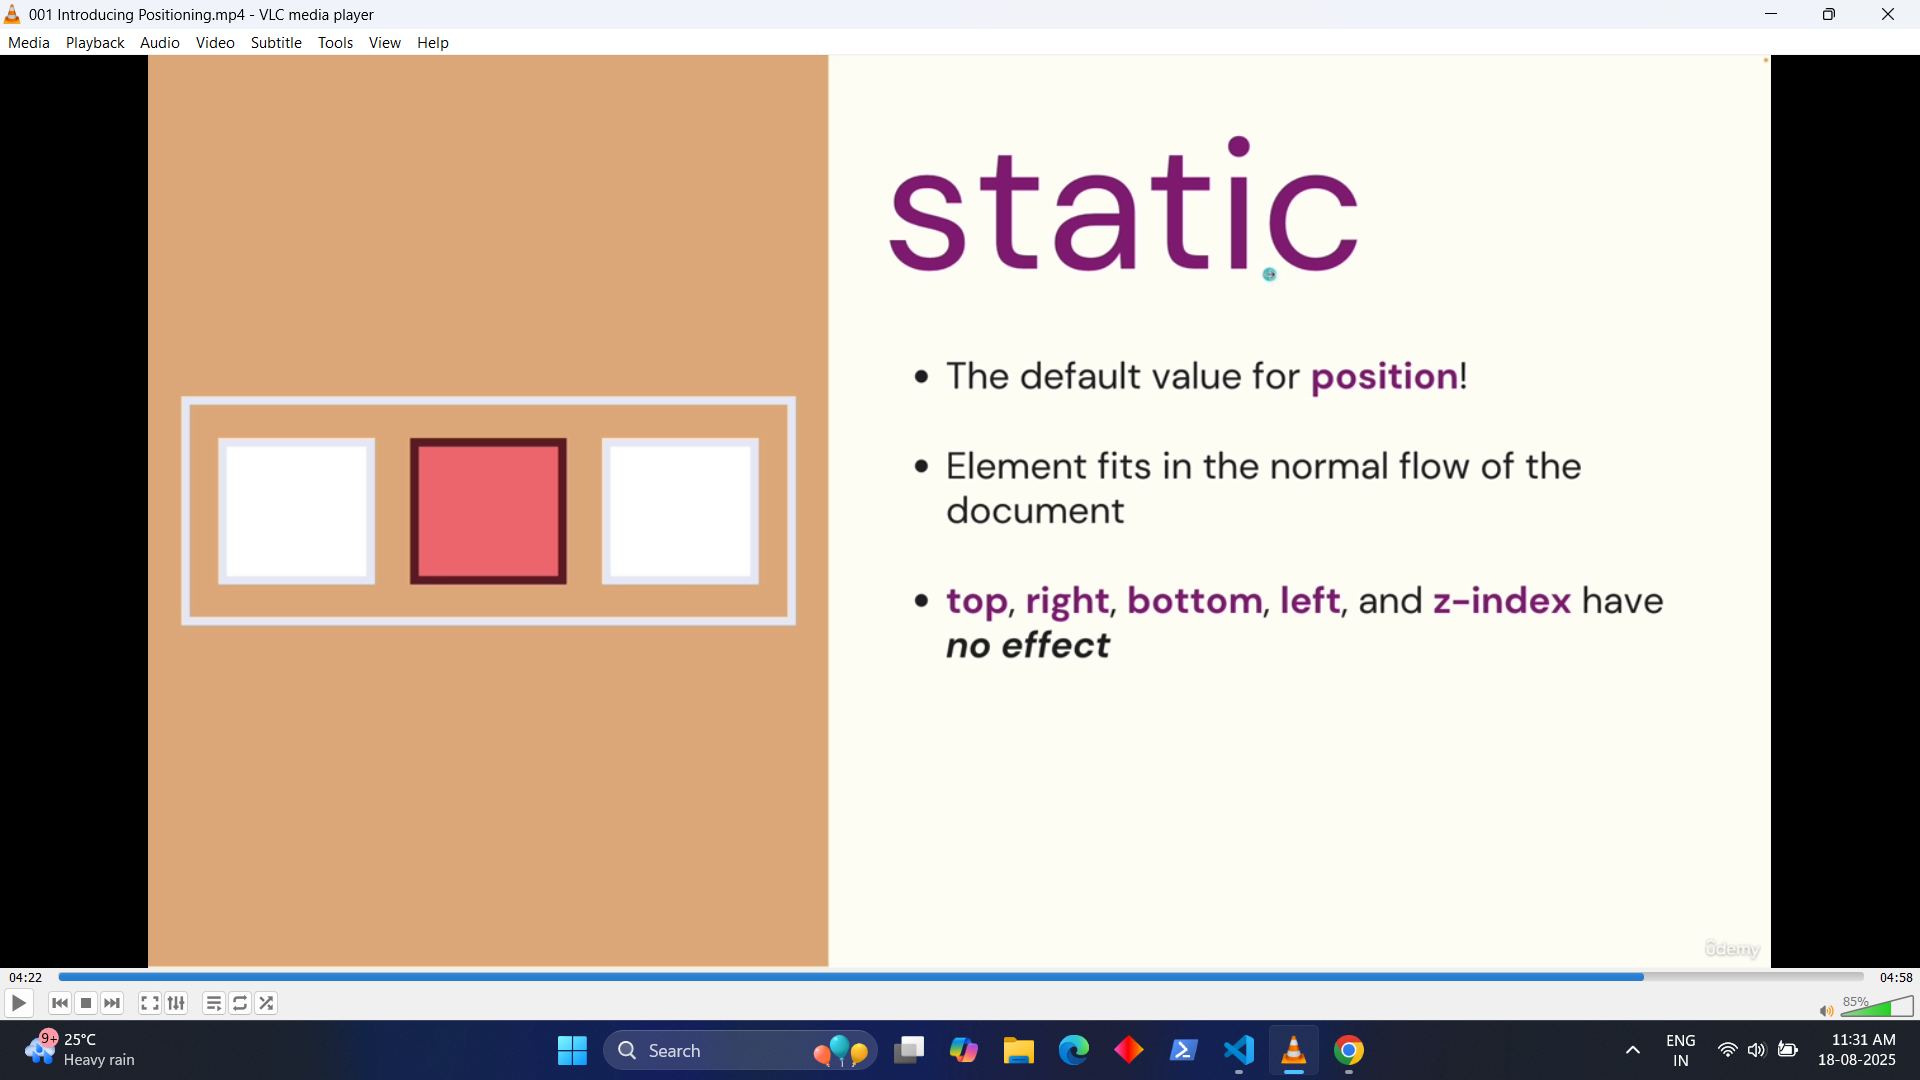 001 Introducing Positioning.mp4 - VLC media player
Media Playback Audio Video Subtitle Tools View Help
static
• The default value for position!
• Element fits in the normal flow of the
document
• top, right, bottom, left, and z-index have
no effect
ûdemy
04:22
04:58
85%
9+
25°C
Heavy rain
Search
ENG
IN
11:31 AM
18-08-2025